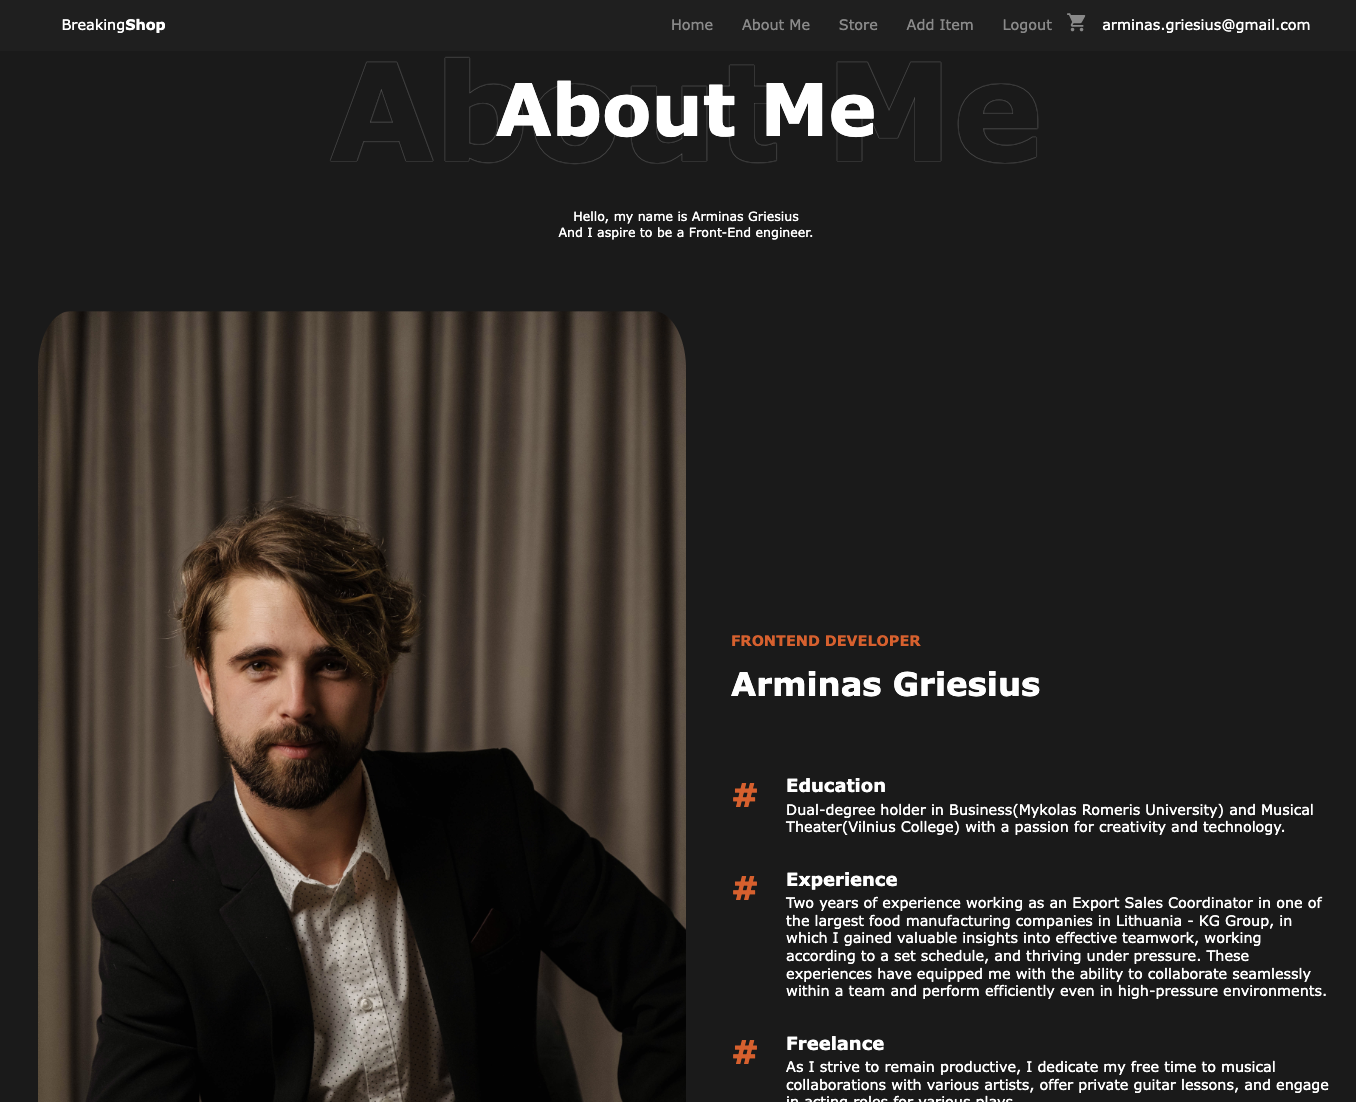 BreakingShop
Home About Me Store Add Item Logout arminas.griesius@gmail.com
About Me
About Me
Hello, my name is Arminas Griesius
And I aspire to be a Front-End engineer.
FRONTEND DEVELOPER
Arminas Griesius
# Education
Dual-degree holder in Business(Mykolas Romeris University) and Musical
Theater(Vilnius College) with a passion for creativity and technology.
# Experience
Two years of experience working as an Export Sales Coordinator in one of
the largest food manufacturing companies in Lithuania - KG Group, in
which I gained valuable insights into effective teamwork, working
according to a set schedule, and thriving under pressure. These
experiences have equipped me with the ability to collaborate seamlessly
within a team and perform efficiently even in high-pressure environments.
# Freelance
As I strive to remain productive, I dedicate my free time to musical
collaborations with various artists, offer private guitar lessons, and engage
in acting roles for various plays.